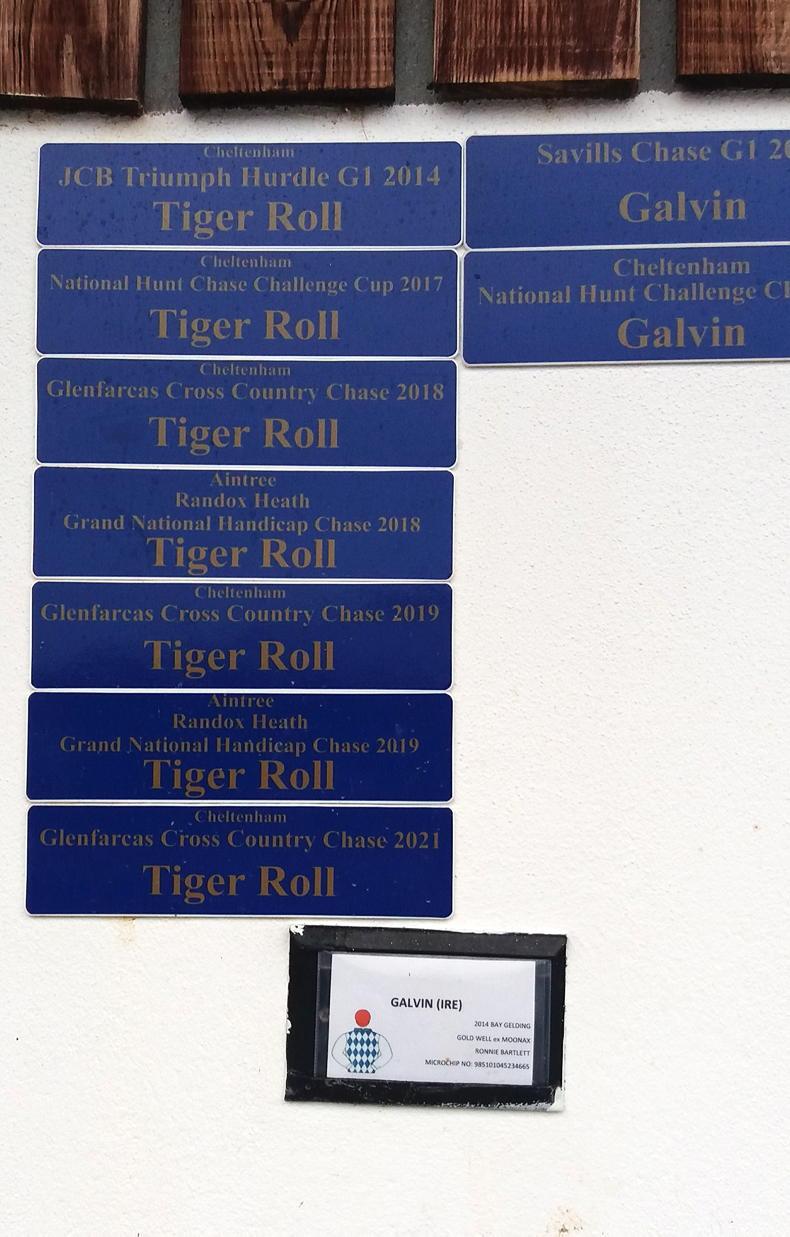 Cheltenham
JCB Triumph Hurdle G1 2014
Tiger Roll
Cheltenham
National Hunt Chase Challenge Cup 2017
Tiger Roll
Cheltenham
Glenfarcas Cross Country Chase 2018
Tiger Roll
Aintree
Randox Heath
Grand National Handicap Chase 2018
Tiger Roll
Cheltenham
Glenfarcas Cross Country Chase 2019
Tiger Roll
Aintree
Randox Heath
Grand National Handicap Chase 2019
Tiger Roll
Cheltenham
Glenfarcas Cross Country Chase 2021
Tiger Roll
Savills Chase G1
Galvin
Cheltenham
National Hunt Challenge
Galvin
GALVIN (IRE)
2014 BAY GELDING
GOLD WELL ex MOONAX
RONNIE BARTLETT
MICROCHIP NO: 985101045234665